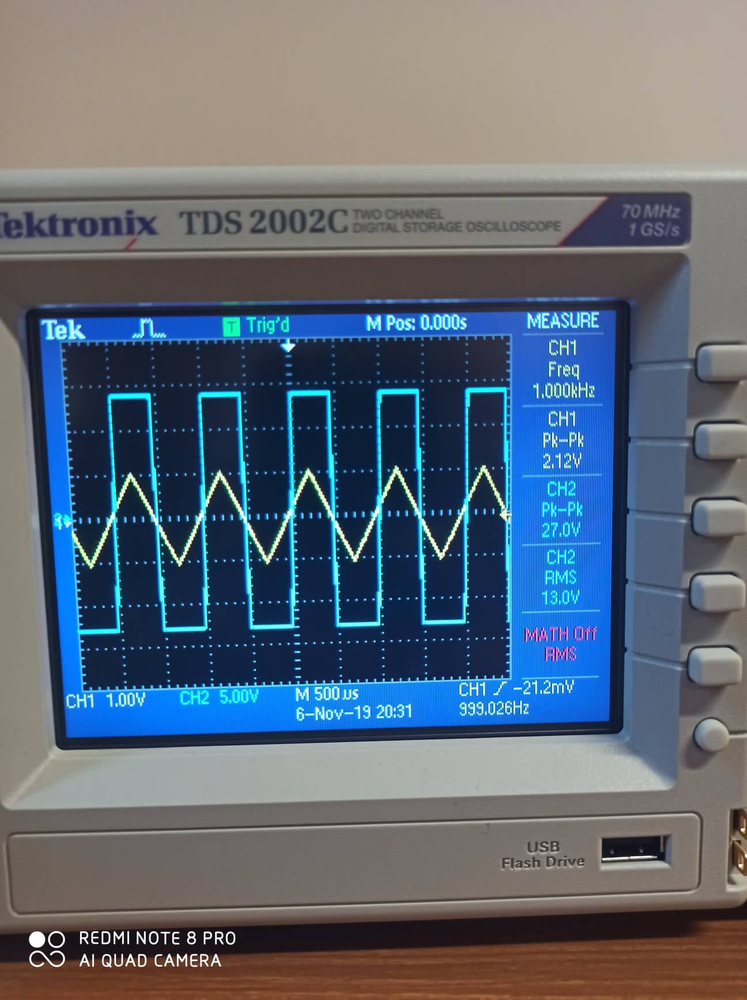 Tektronix TDS 2002C TWO CHANNEL
DIGITAL STORAGE OSCILLOSCOPE
70 MHz
1 GS/s
Tek T Trig'd M Pos: 0.000s MEASURE
CH1
Freq
1.000kHz
CH1
Pk-Pk
2.12V
CH2
Pk-Pk
27.0V
CH2
RMS
13.0V
MATH Off
RMS
CH1 1.00V CH2 5.00V M 500µs CH1 -21.2mV
6-Nov-19 20:31 999.026Hz
USB
Flash Drive
REDMI NOTE 8 PRO
AI QUAD CAMERA